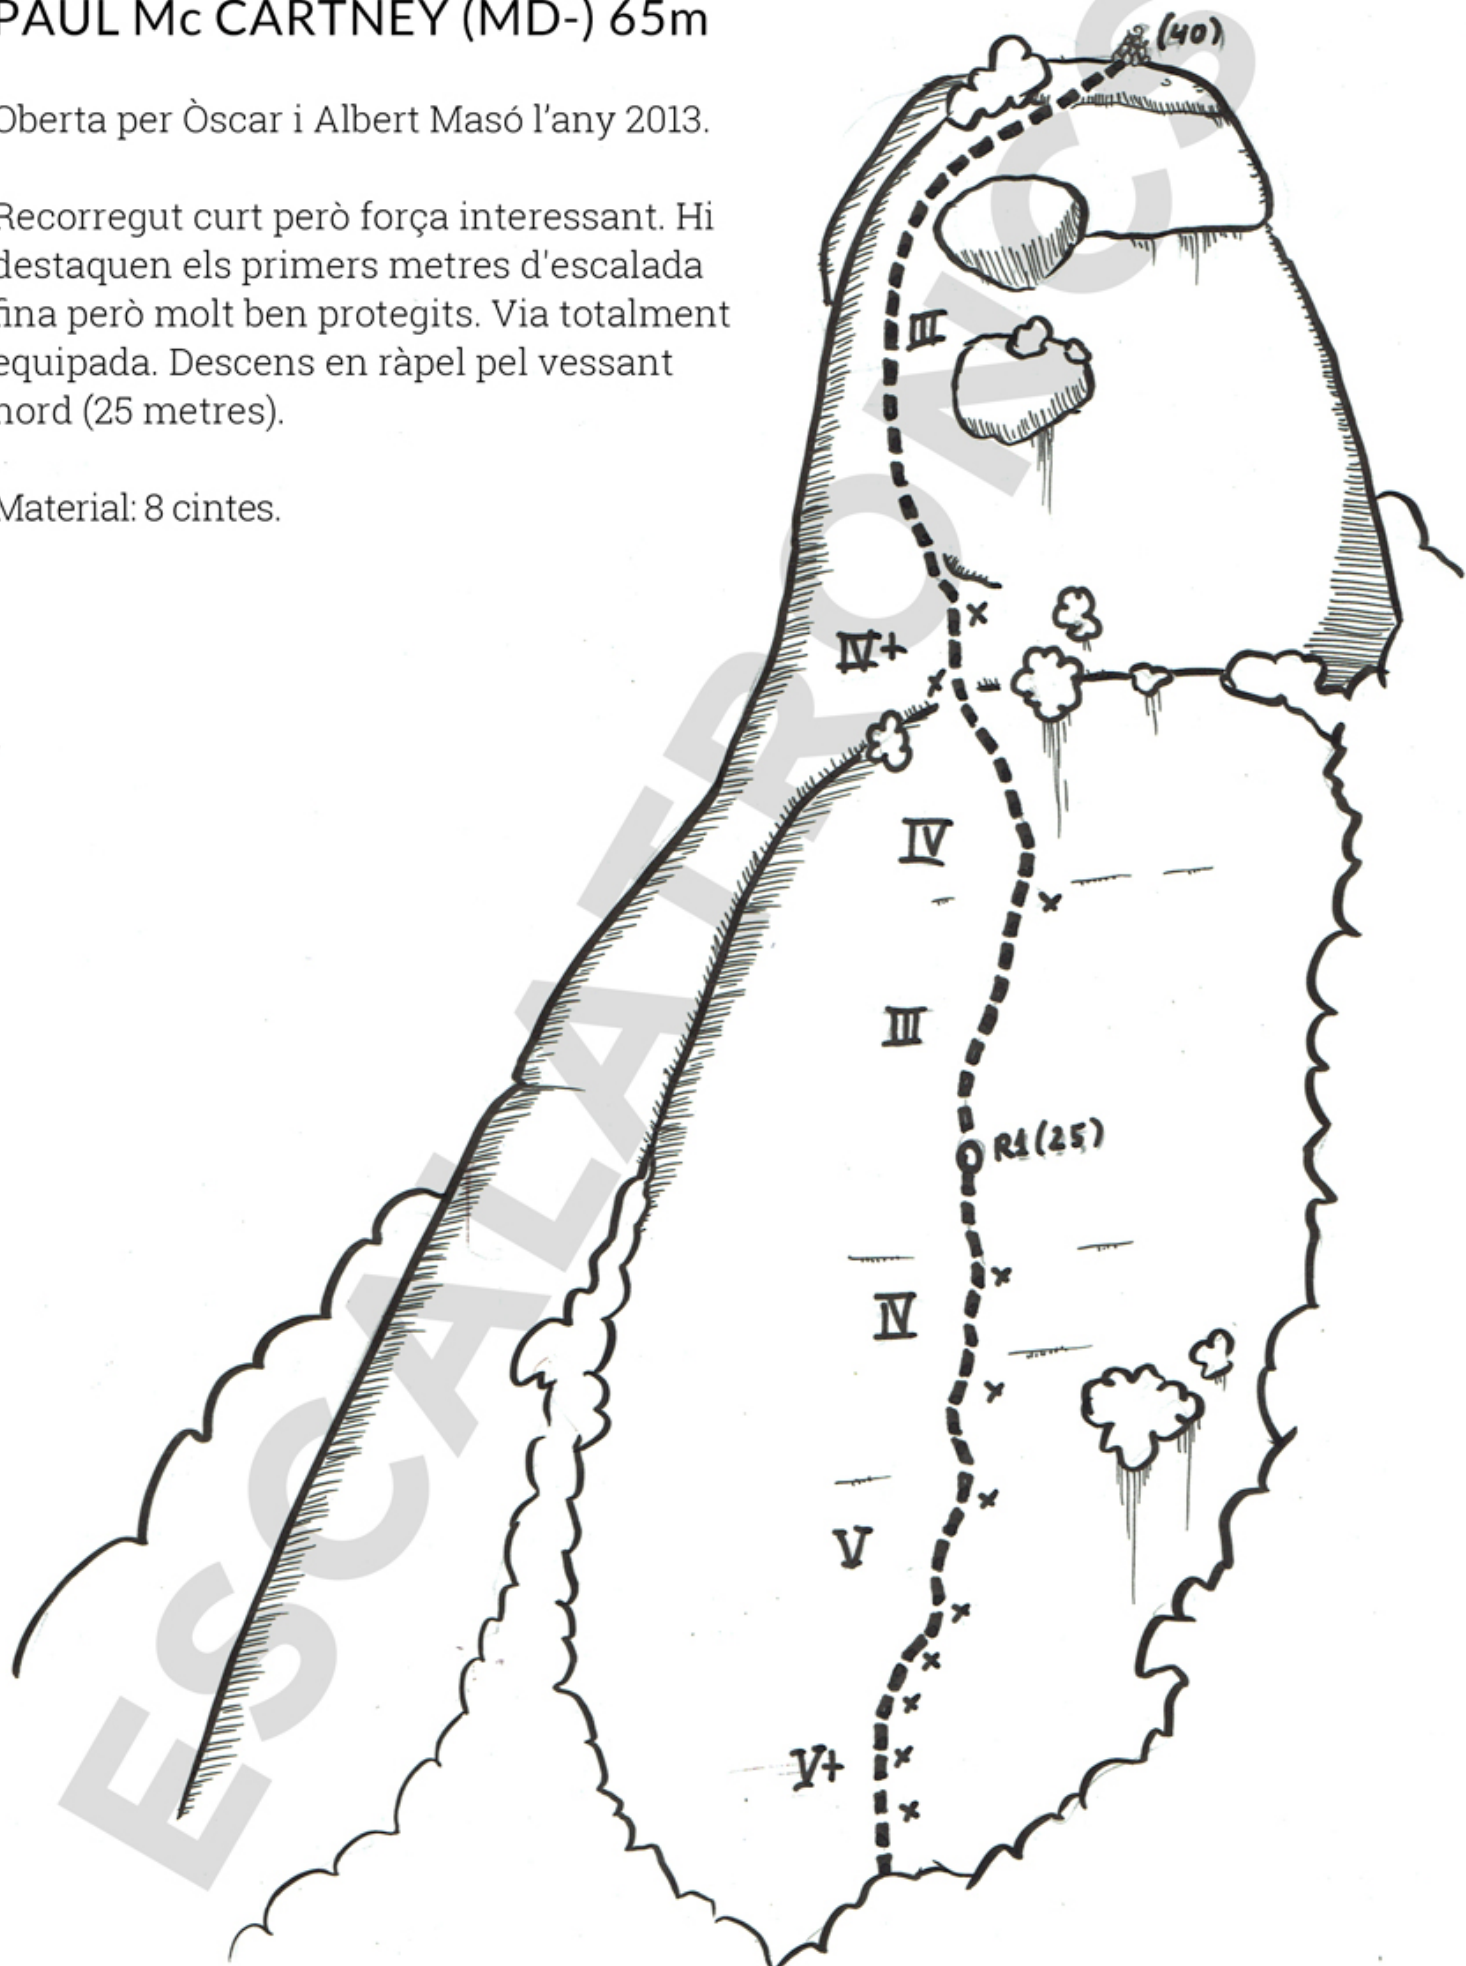 PAUL Mc CARTNEY (MD-) 65m
Oberta per Òscar i Albert Masó l'any 2013.
Recorregut curt però força interessant. Hi
destaquen els primers metres d'escalada
fina però molt ben protegits. Via totalment
equipada. Descens en ràpel pel vessant
nord (25 metres).
Material: 8 cintes.
(40)
III
IV+
IV
III
R1(25)
IV
V
V+
ESCALATRONCS